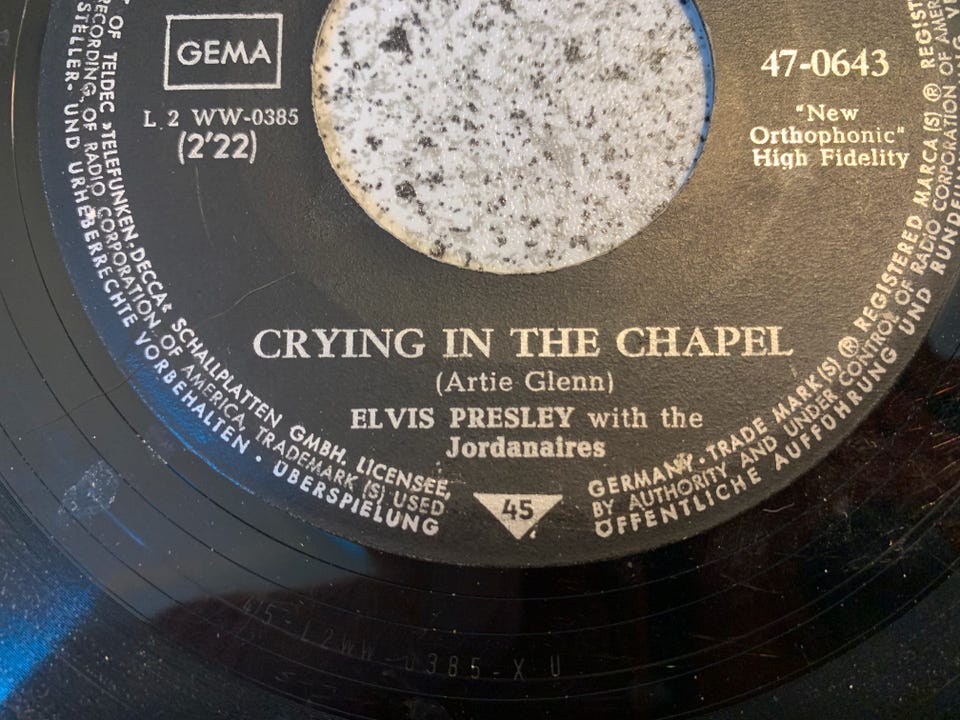 GEMA
47-0643
L 2 WW-0385
(2'22)
"New
Orthophonic"
High Fidelity
CRYING IN THE CHAPEL
(Artie Glenn)
ELVIS PRESLEY with the
Jordanaires
45
OF TELDEC »TELEFUNKEN-DECCA« SCHALLPLATTEN GMBH, LICENSEE, GERMANY - TRADE MARK(S) ® REGISTERED MARCA (S) ®
RECORDING, OF RADIO CORPORATION OF AMERICA, TRADEMARK (S) USED BY AUTHORITY AND UNDER CONTROL OF RADIO CORPORATION OF
STELLER· UND URHEBERRECHTE VORBEHALTEN · ÜBERSPIELUNG ÖFFENTLICHE AUFFÜHRUNG UND
45-L2WW-0385-X U